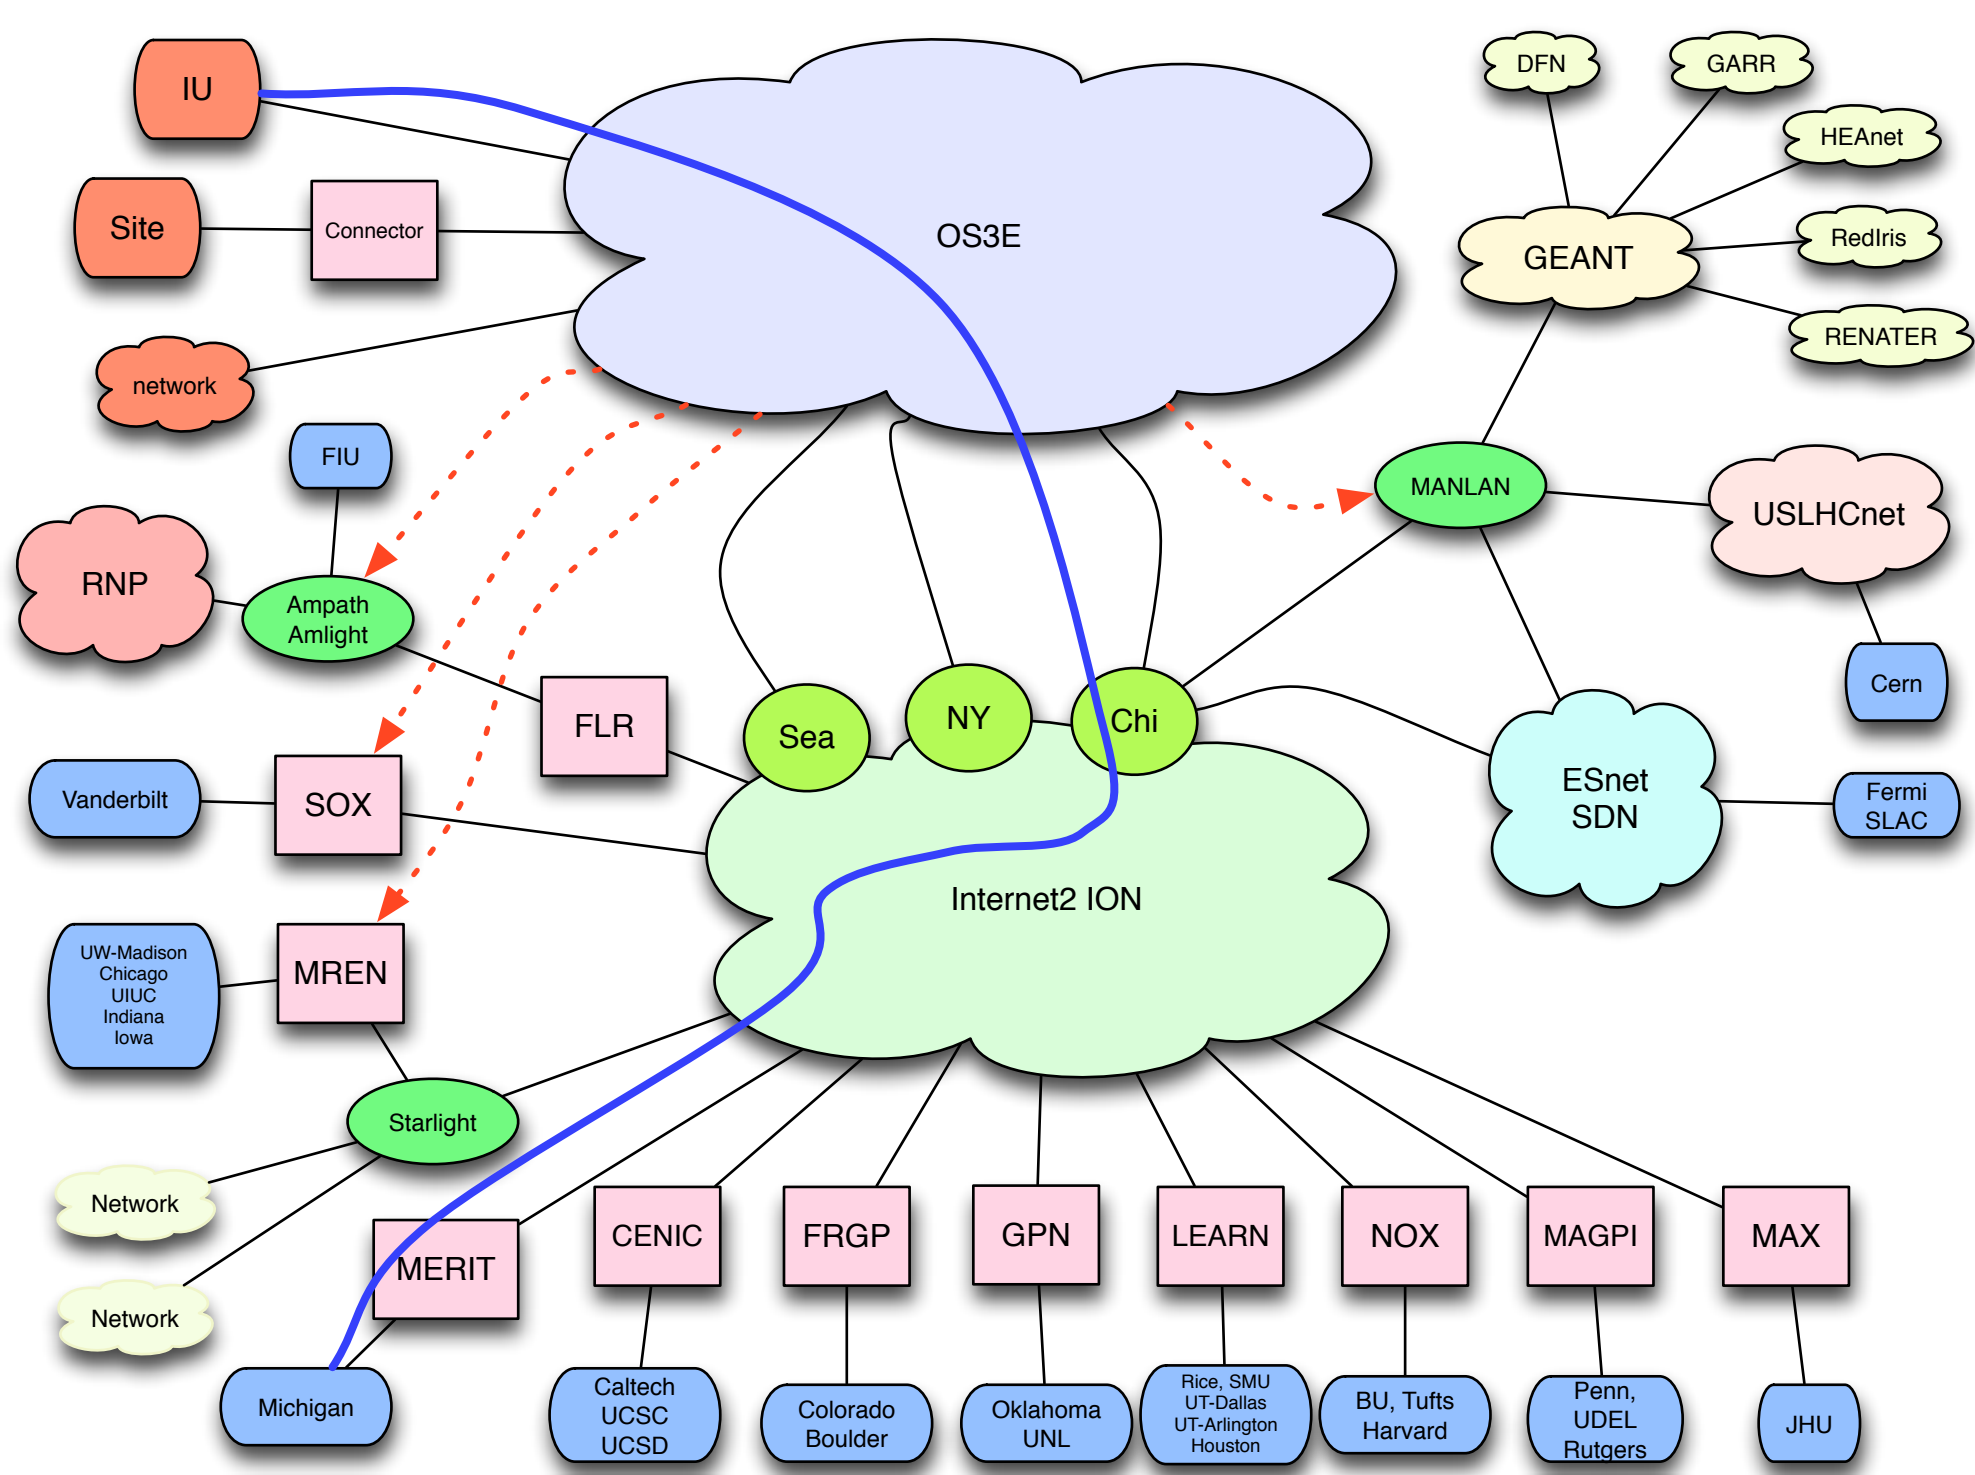 IU
DFN
GARR
HEAnet
Site
Connector
OS3E
RedIris
GEANT
RENATER
network
FIU
MANLAN
USLHCnet
RNP
Ampath
Amlight
Cern
FLR
Sea
NY
Chi
Vanderbilt
SOX
ESnet
SDN
Fermi
SLAC
Internet2 ION
UW-Madison
Chicago
UIUC
Indiana
Iowa
MREN
Starlight
Network
Network
MERIT
CENIC
FRGP
GPN
LEARN
NOX
MAGPI
MAX
Michigan
Caltech
UCSC
UCSD
Colorado
Boulder
Oklahoma
UNL
Rice, SMU
UT-Dallas
UT-Arlington
Houston
BU, Tufts
Harvard
Penn,
UDEL
Rutgers
JHU